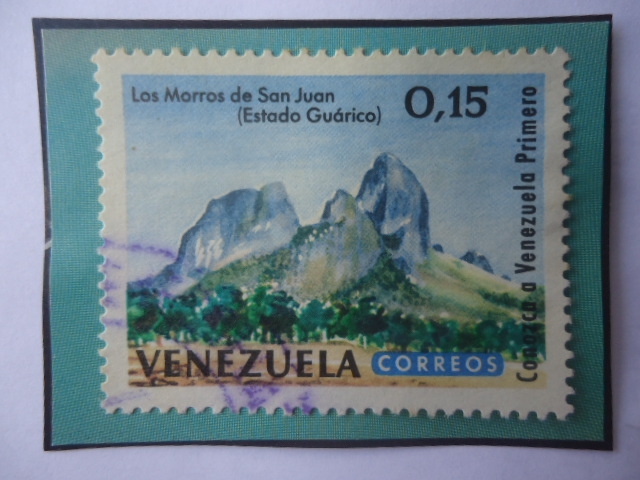 Los Morros de San Juan
(Estado Guárico)
0,15
Conozca a Venezuela Primero
VENEZUELA
CORREOS